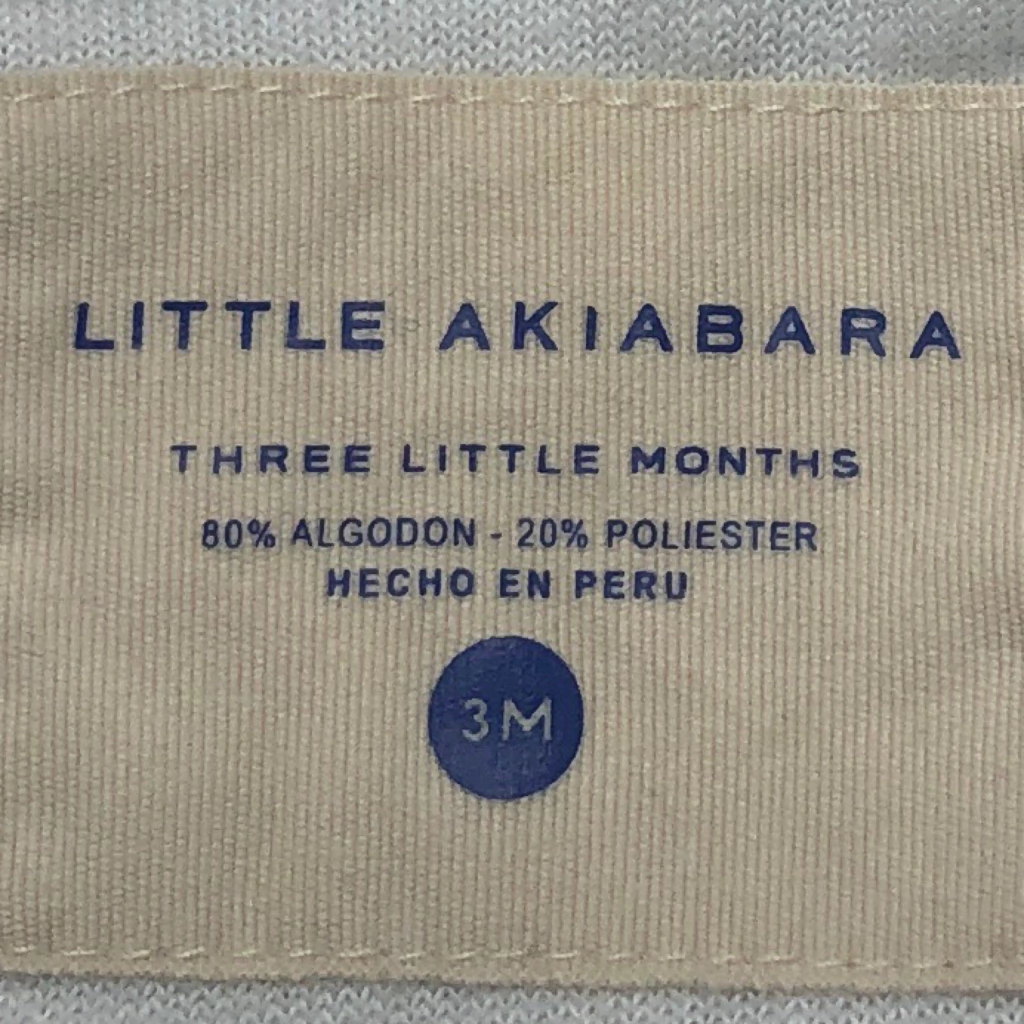 LITTLE AKIABARA
THREE LITTLE MONTHS
80% ALGODON - 20% POLIESTER
HECHO EN PERU
3M